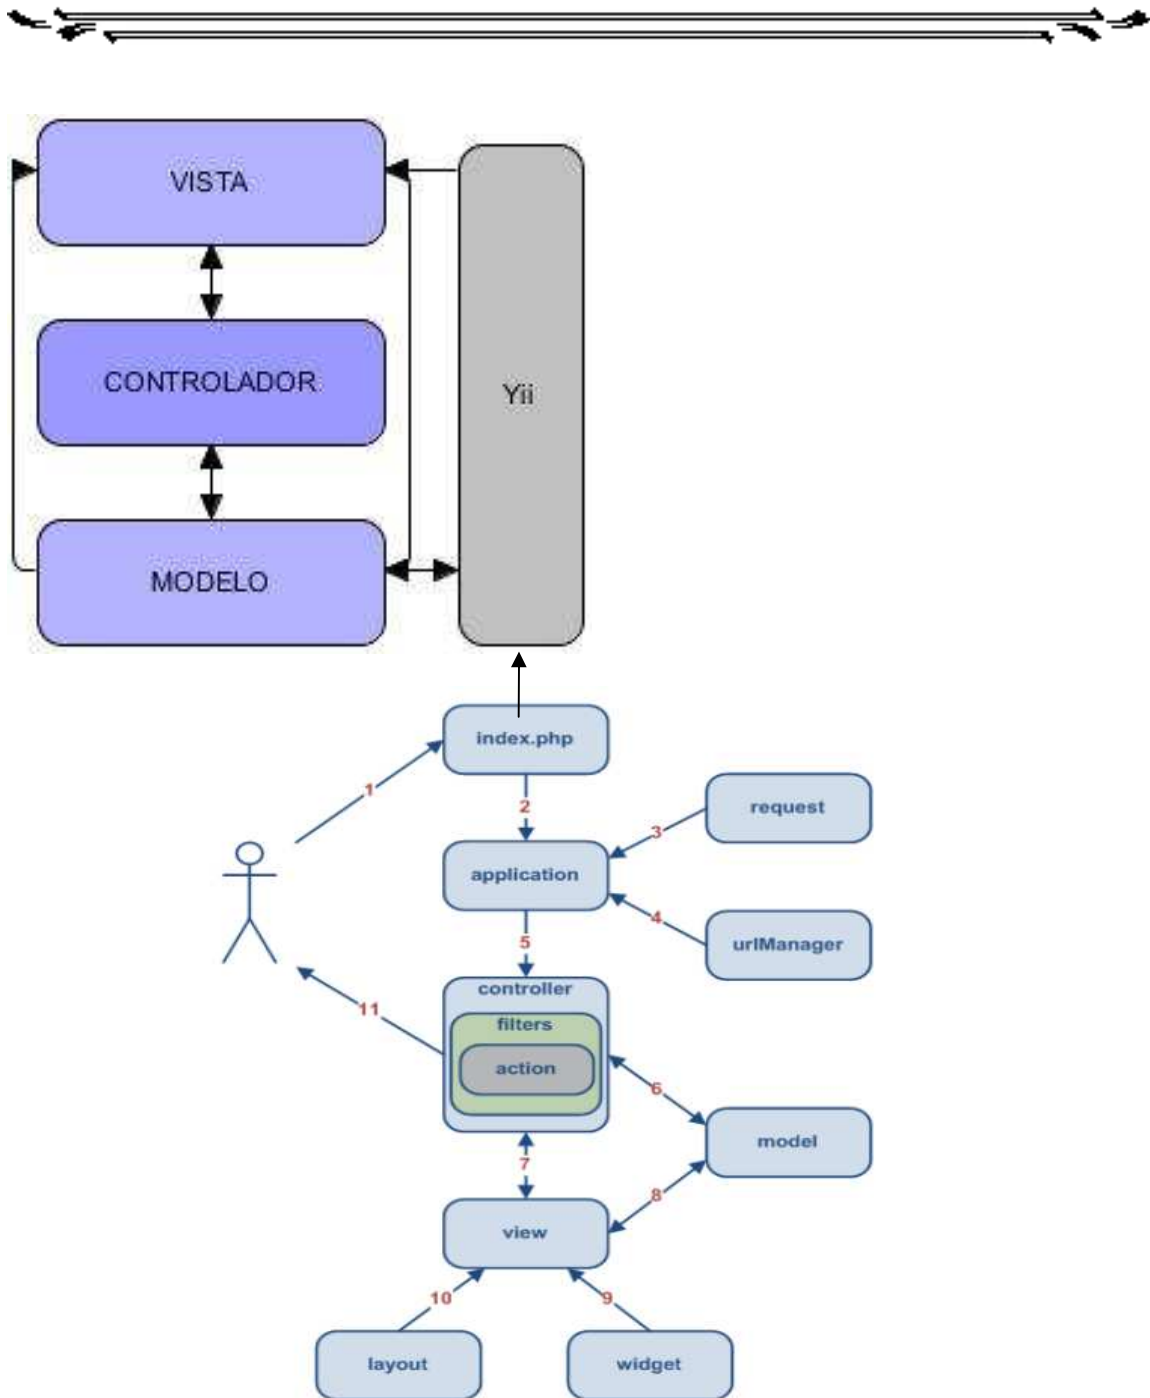 VISTA
CONTROLADOR
Yii
MODELO
index.php
1
2
request
3
application
4
urlManager
5
controller
filters
11
action
6
model
7
8
view
10
9
layout
widget